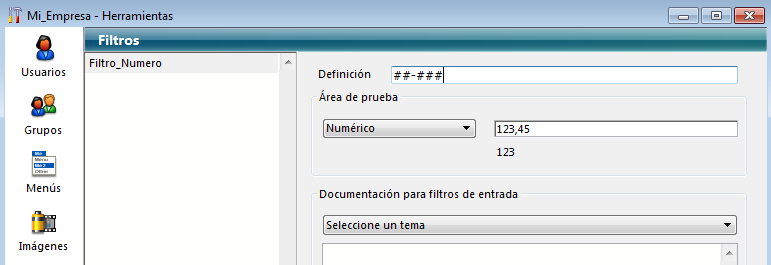 Mi_Empresa - Herramientas
Filtros
Usuarios
Grupos
Menús
Imágenes
Filtro_Numero
Definición ##-###
Área de prueba
Numérico 123,45
123
Documentación para filtros de entrada
Seleccione un tema